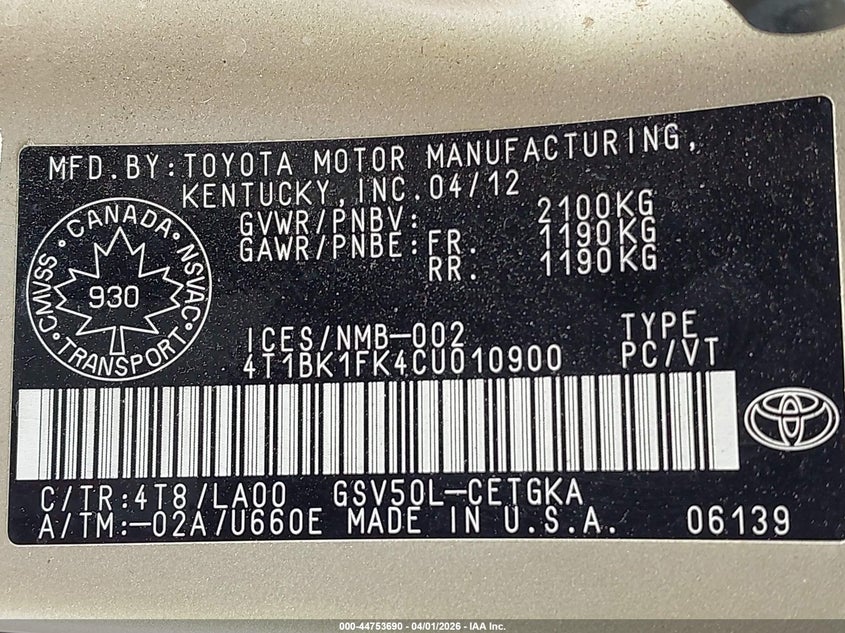 MFD.BY:TOYOTA MOTOR MANUFACTURING,
KENTUCKY,INC.04/12
GVWR/PNBV: 2100KG
GAWR/PNBE:FR. 1190KG
RR. 1190KG
CANADA
CMVSS · NSVAC
930
TRANSPORT
ICES/NMB-002 TYPE
4T1BK1FK4CU010900 PC/VT
C/TR:4T8/LA00 GSV50L-CETGKA
A/TM:-02A/U660E MADE IN U.S.A. 06139
000-44753690 | 04/01/2026 | IAA Inc.